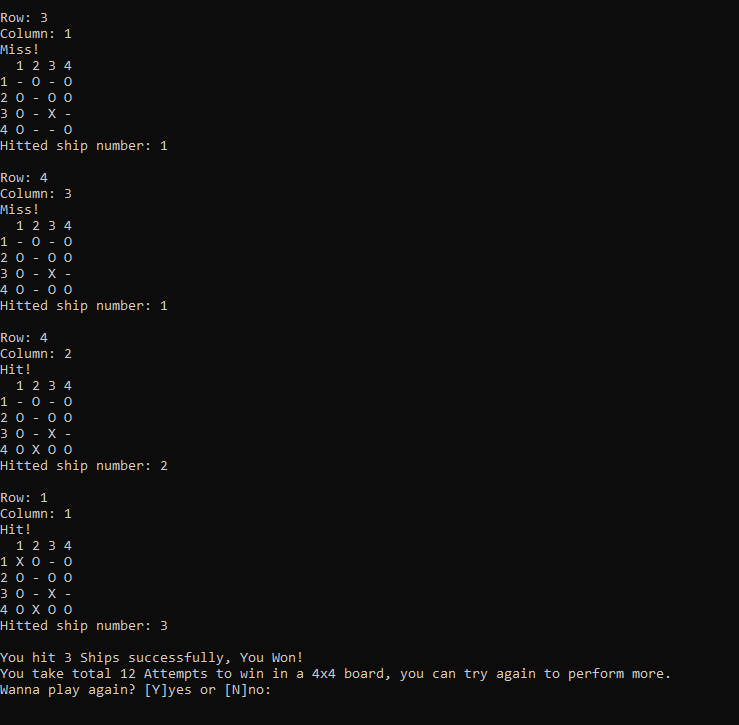 Row: 3
Column: 1
Miss!
  1 2 3 4
1 - O - O
2 O - O O
3 O - X -
4 O - - O
Hitted ship number: 1

Row: 4
Column: 3
Miss!
  1 2 3 4
1 - O - O
2 O - O O
3 O - X -
4 O - O O
Hitted ship number: 1

Row: 4
Column: 2
Hit!
  1 2 3 4
1 - O - O
2 O - O O
3 O - X -
4 O X O O
Hitted ship number: 2

Row: 1
Column: 1
Hit!
  1 2 3 4
1 X O - O
2 O - O O
3 O - X -
4 O X O O
Hitted ship number: 3

You hit 3 Ships successfully, You Won!
You take total 12 Attempts to win in a 4x4 board, you can try again to perform more.
Wanna play again? [Y]yes or [N]no: